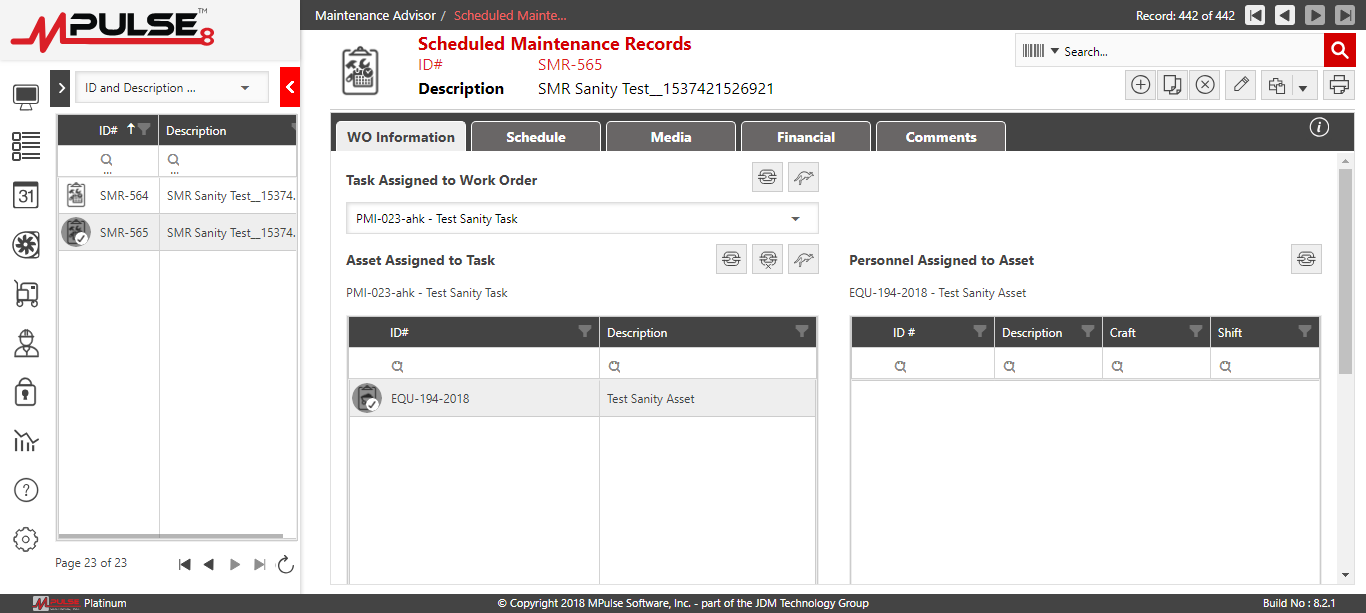 MPULSE 8 ™
Maintenance Advisor / Scheduled Mainte...
Record: 442 of 442
Scheduled Maintenance Records
ID# SMR-565
Description SMR Sanity Test__1537421526921
Search...
ID and Description ...
ID# Description
...
...
SMR-564 SMR Sanity Test__15374.
SMR-565 SMR Sanity Test__15374.
Page 23 of 23
31
?
WO Information Schedule Media Financial Comments
i
Task Assigned to Work Order
PMI-023-ahk - Test Sanity Task
Asset Assigned to Task
PMI-023-ahk - Test Sanity Task
ID# Description
EQU-194-2018 Test Sanity Asset
Personnel Assigned to Asset
EQU-194-2018 - Test Sanity Asset
ID # Description Craft Shift
MPULSE Platinum
© Copyright 2018 MPulse Software, Inc. - part of the JDM Technology Group
Build No : 8.2.1